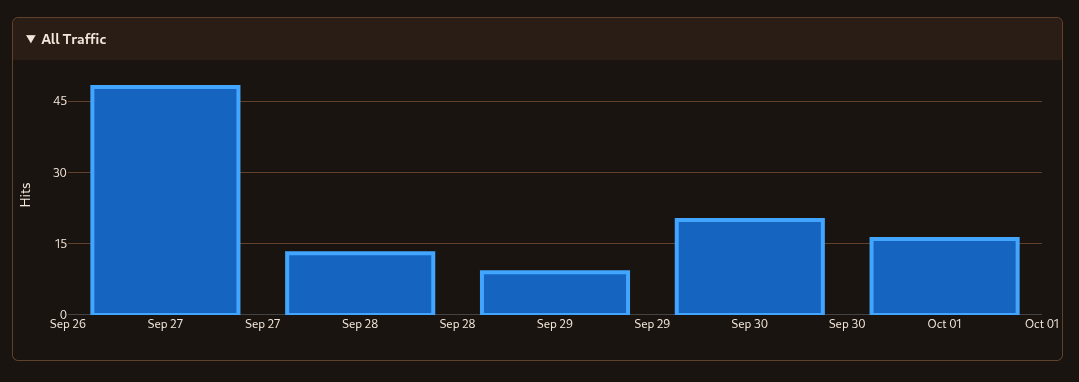 ▼ All Traffic
45
30
15
0
Hits
Sep 26 Sep 27 Sep 27 Sep 28 Sep 28 Sep 29 Sep 29 Sep 30 Sep 30 Oct 01 Oct 01